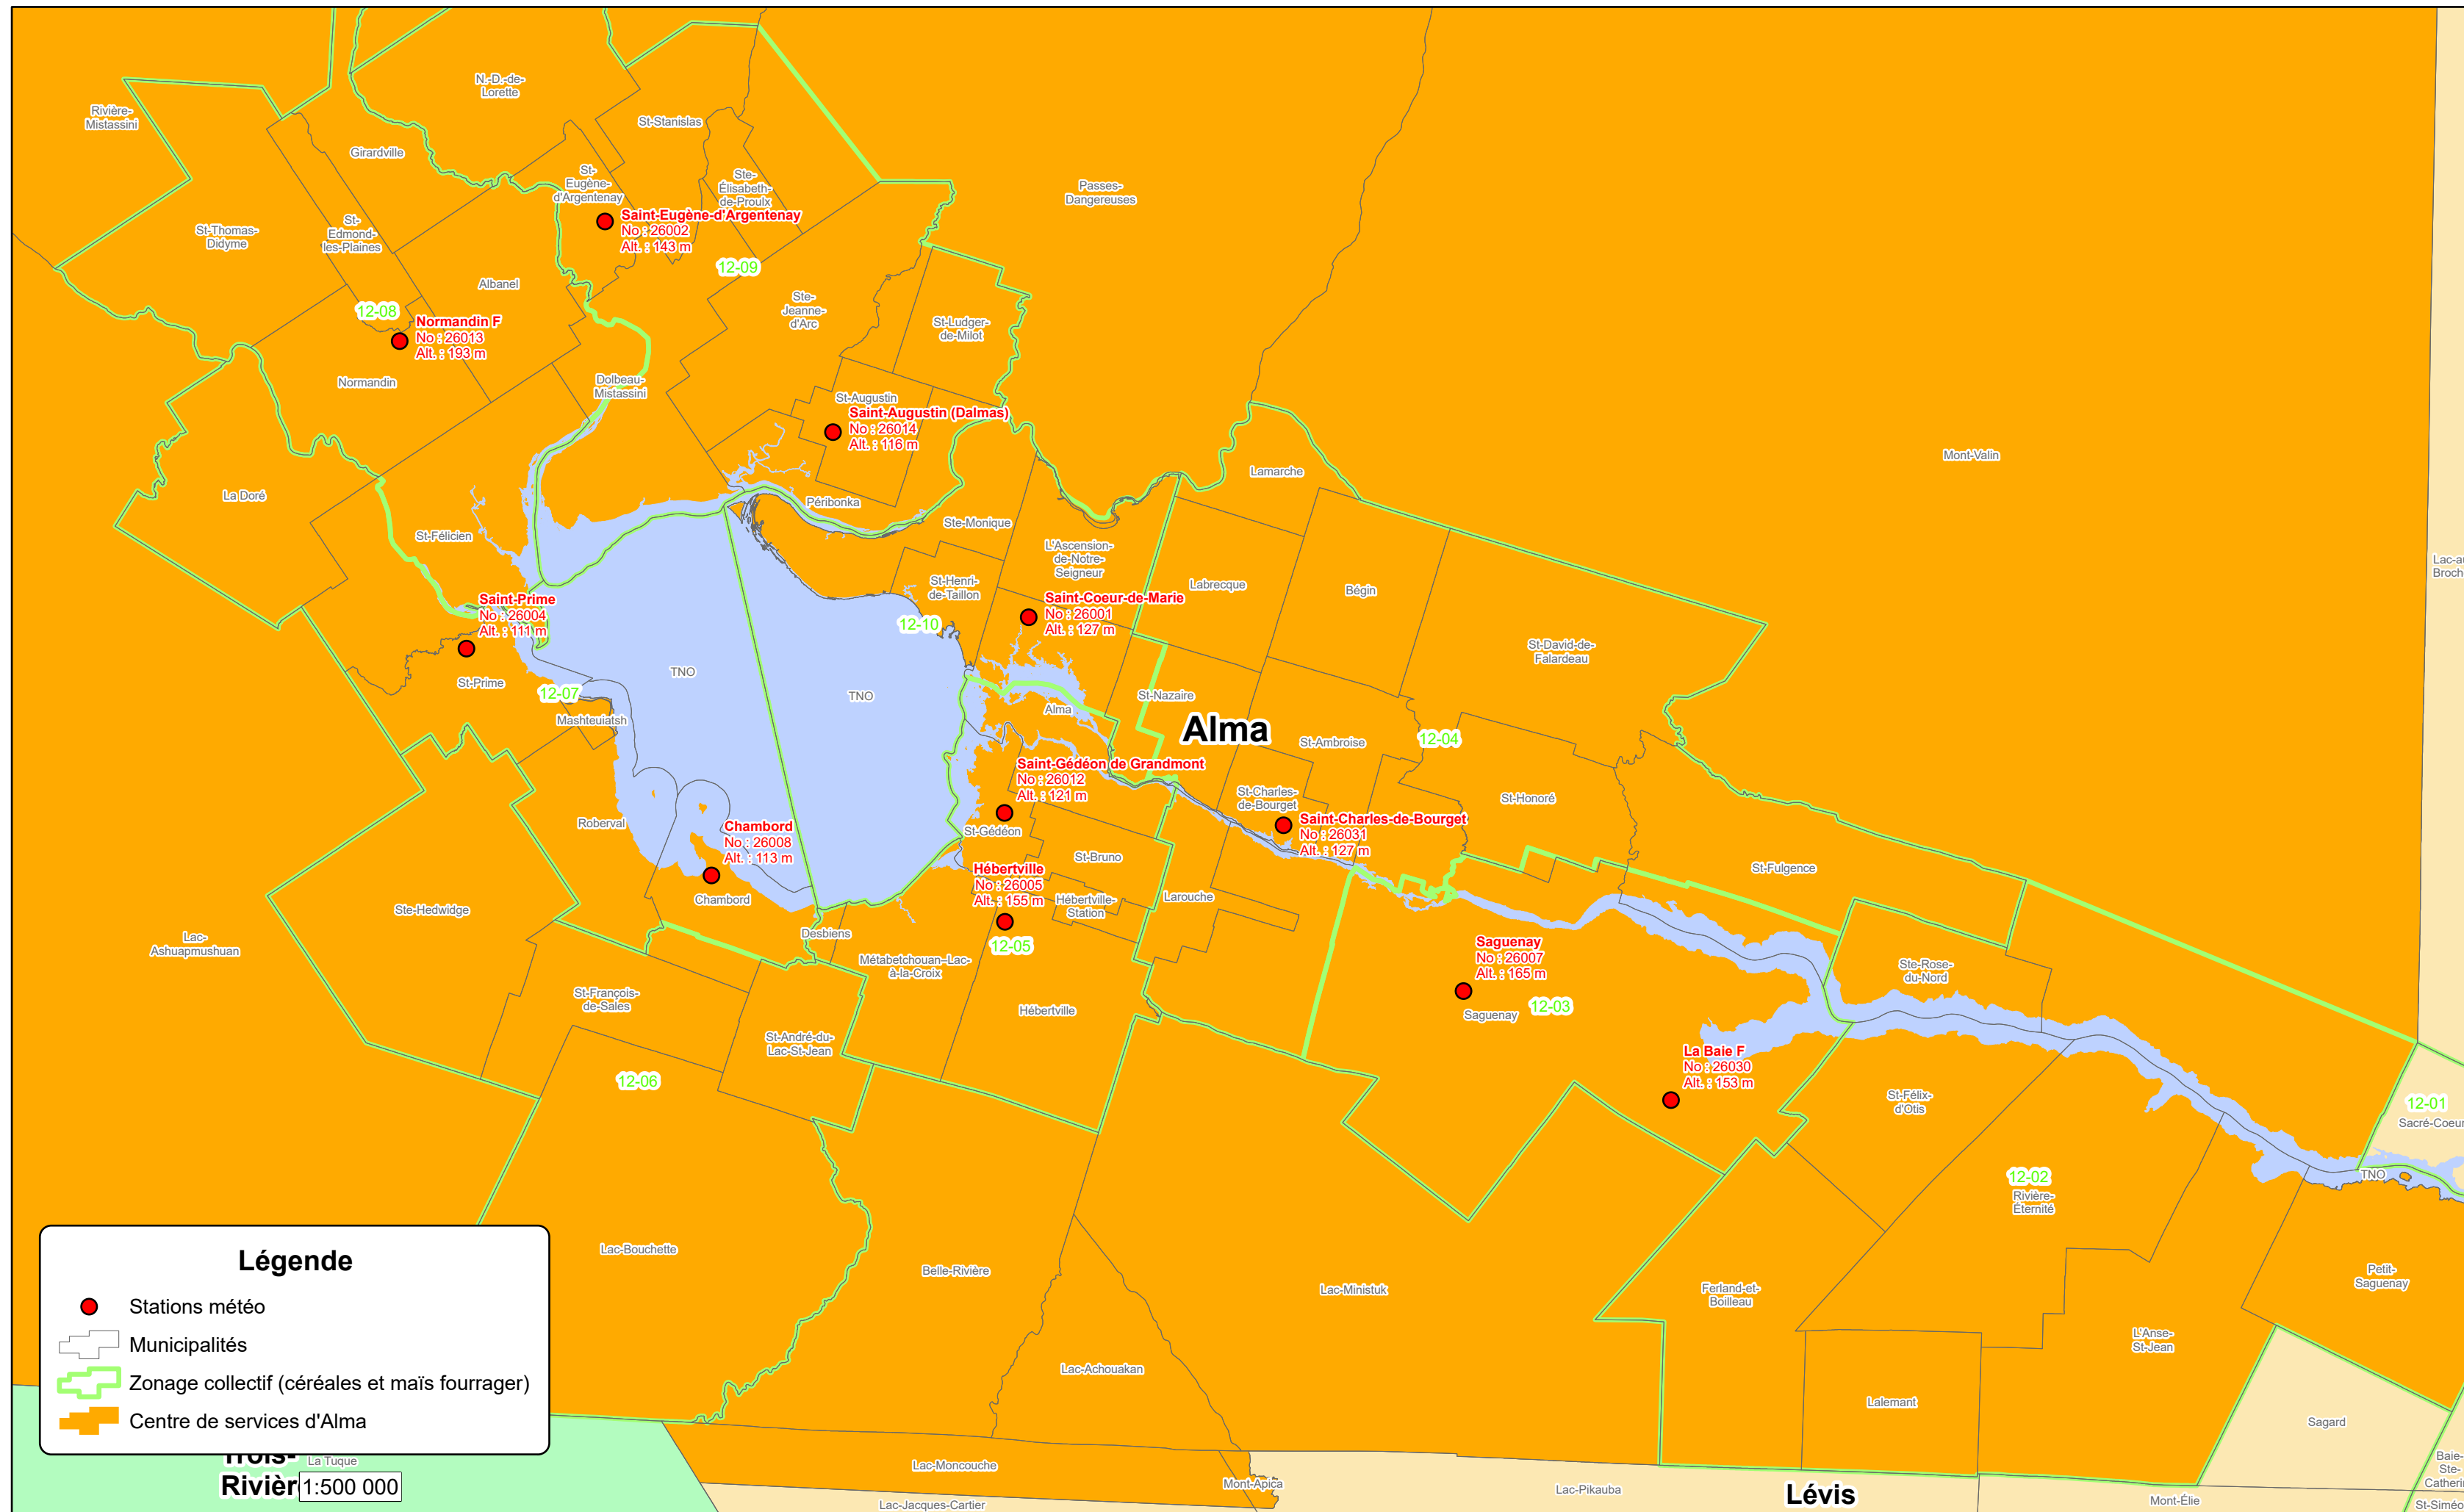 N.-D.-de-
Lorette
Rivière-
Mistassini
St-Stanislas
Girardville
St-
Eugène-
d'Argentenay
Ste-
Élisabeth-
de-Proulx
Passes-
Dangereuses
St-Thomas-
Didyme
St-
Edmond-
les-Plaines
Saint-Eugène-d'Argentenay
No : 26002
Alt. : 143 m
12-09
Albanel
Ste-
Jeanne-
d'Arc
12-08
Normandin F
No : 26013
Alt. : 193 m
St-Ludger-
de-Milot
Normandin
Dolbeau-
Mistassini
St-Augustin
Saint-Augustin (Dalmas)
No : 26014
Alt. : 116 m
Mont-Valin
Lamarche
La Doré
Péribonka
Ste-Monique
St-Félicien
L'Ascension-
de-Notre-
Seigneur
Lac-au
Broch
St-Henri-
de-Taillon
Labrecque
Bégin
Saint-Prime
No : 26004
Alt. : 111 m
Saint-Coeur-de-Marie
No : 26001
Alt. : 127 m
12-10
St-David-de-
Falardeau
TNO
St-Prime
12-07
TNO
St-Nazaire
Alma
Mashteuiatsh
Alma
St-Ambroise
12-04
Saint-Gédéon de Grandmont
No : 26012
Alt. : 121 m
St-Charles-
de-Bourget
St-Honoré
Roberval
Chambord
No : 26008
Alt. : 113 m
St-Gédéon
Saint-Charles-de-Bourget
No : 26031
Alt. : 127 m
St-Bruno
Hébertville
No : 26005
Alt. : 155 m
St-Fulgence
Chambord
Hébertville-
Station
Larouche
Ste-Hedwidge
Lac-
Ashuapmushuan
Desbiens
12-05
Saguenay
No : 26007
Alt. : 165 m
Métabetchouan–Lac-
à-la-Croix
Ste-Rose-
du-Nord
St-François-
de-Sales
Hébertville
12-03
Saguenay
St-André-du-
Lac-St-Jean
La Baie F
No : 26030
Alt. : 153 m
12-06
St-Félix-
d'Otis
12-01
Sacré-Coeur
12-02
TNO
Rivière-
Éternité
Lac-Bouchette
Belle-Rivière
Lac-Ministuk
Ferland-et-
Boilleau
Petit-
Saguenay
L'Anse-
St-Jean
Lac-Achouakan
Lalemant
Sagard
Légende
Stations météo
Municipalités
Zonage collectif (céréales et maïs fourrager)
Centre de services d'Alma
Trois-
La Tuque
Rivièr
1:500 000
Lac-Moncouche
Mont-Apica
Lac-Jacques-Cartier
Lac-Pikauba
Lévis
Mont-Élie
Baie-
Ste-
Catheri
St-Simé